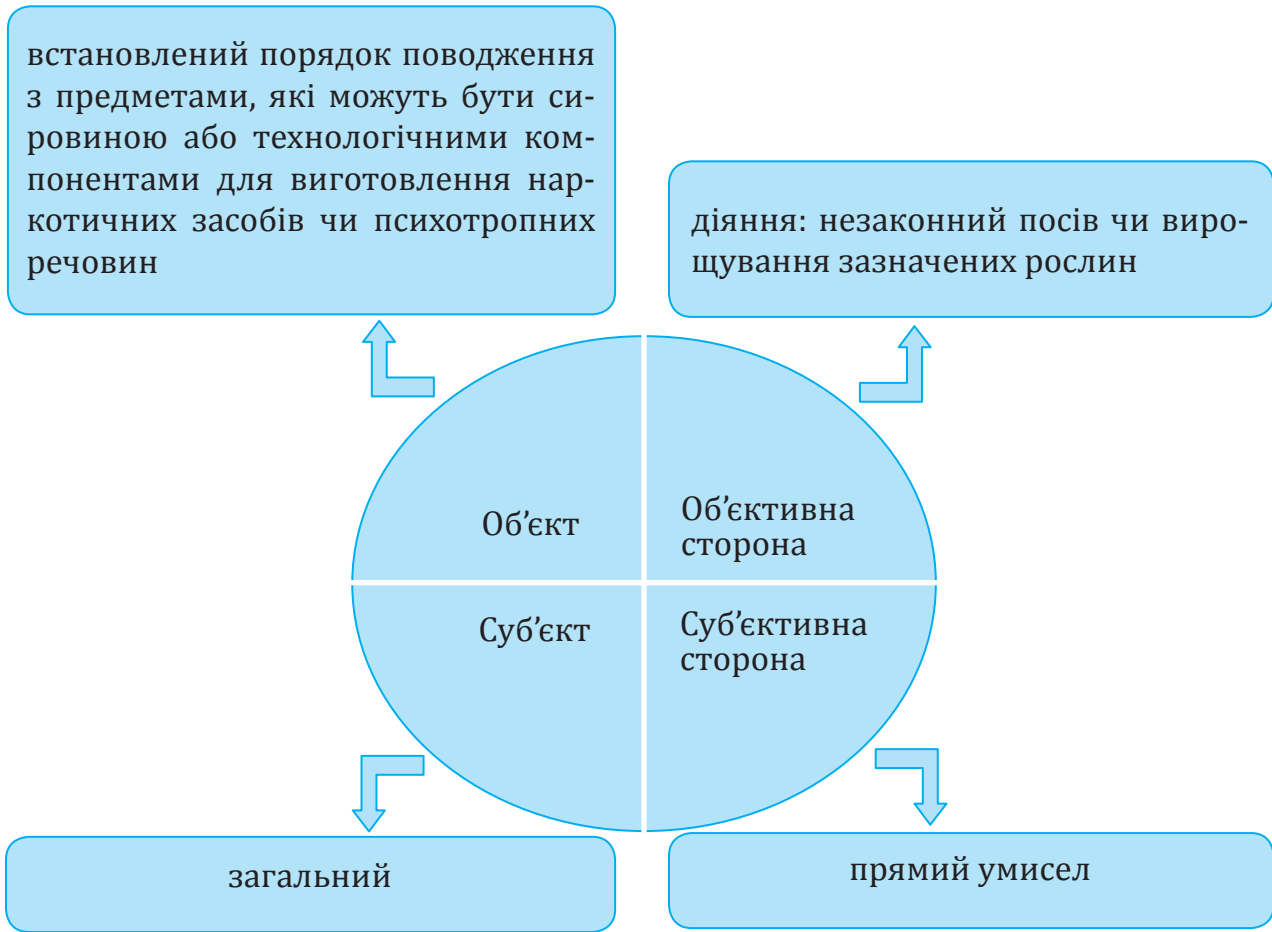 встановлений порядок поводження
з предметами, які можуть бути си-
ровиною або технологічними ком-
понентами для виготовлення нар-
котичних засобів чи психотропних
речовин
діяння: незаконний посів чи виро-
щування зазначених рослин
Об’єкт
Об’єктивна
сторона
Суб’єкт
Суб’єктивна
сторона
загальний
прямий умисел